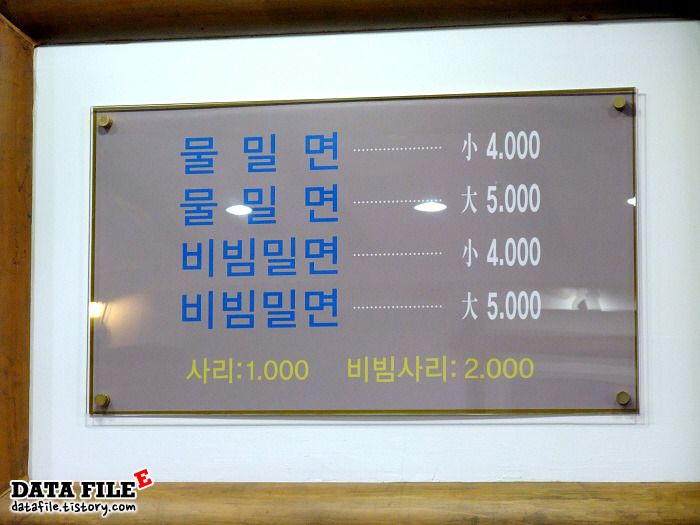 물 밀 면 ········· 小 4.000
물 밀 면 ········· 大 5.000
비빔밀면 ········· 小 4.000
비빔밀면 ········· 大 5.000
사리:1.000 비빔사리: 2.000
DATA FILE E
datafile.tistory.com